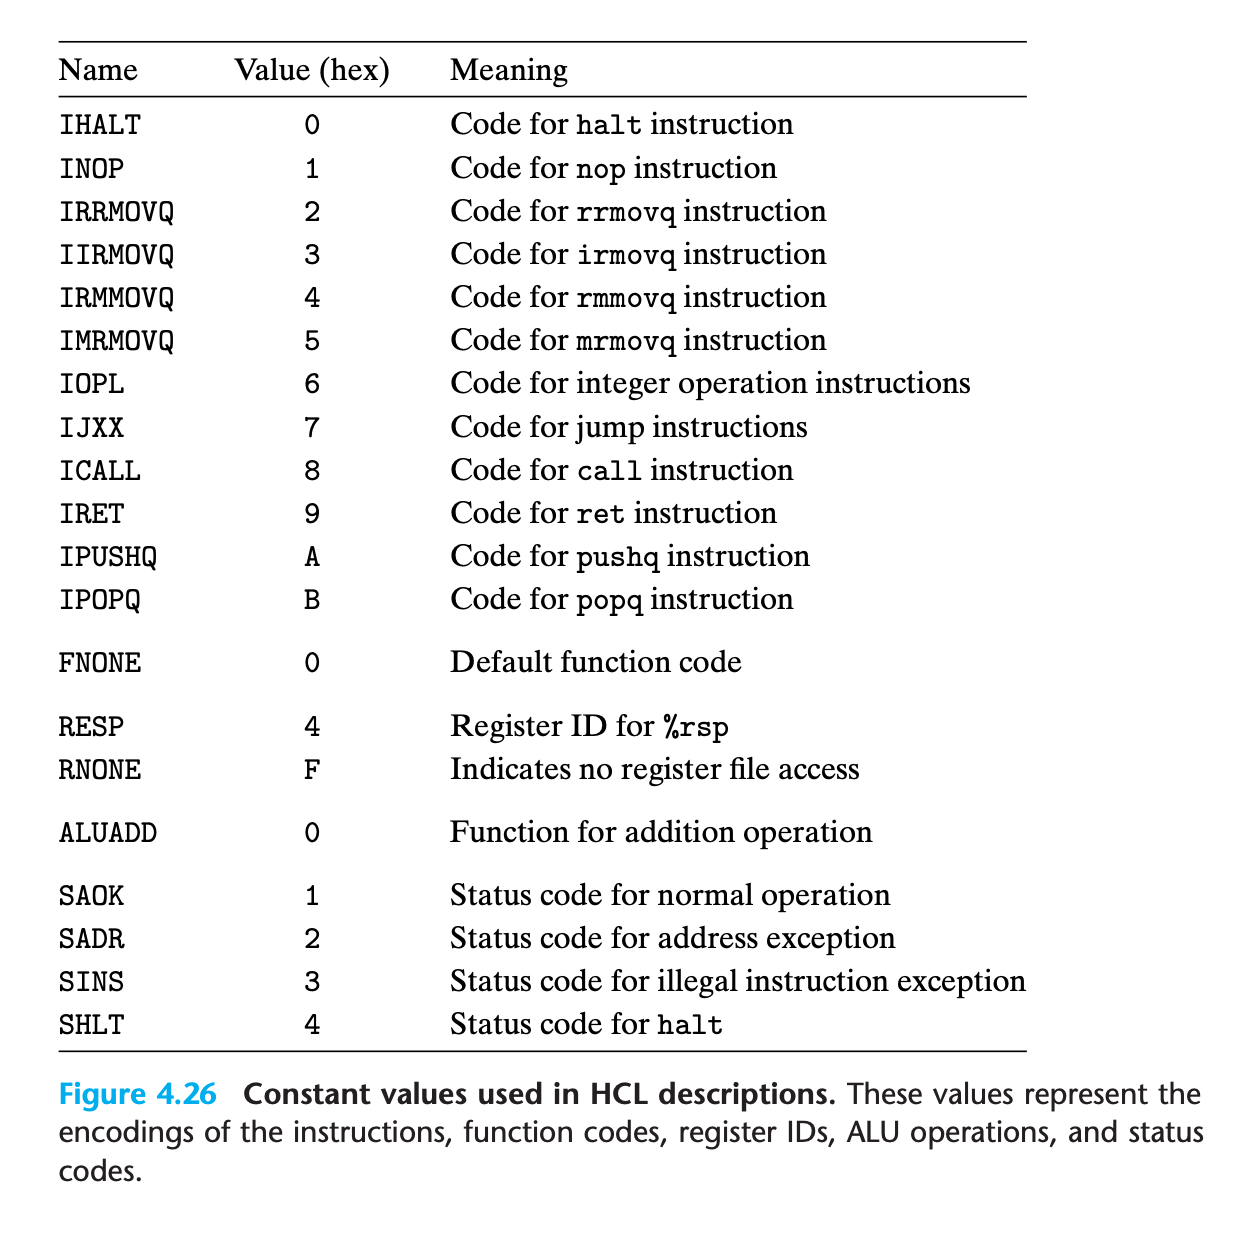 Name Value (hex) Meaning
IHALT 0 Code for halt instruction
INOP 1 Code for nop instruction
IRRMOVQ 2 Code for rrmovq instruction
IIRMOVQ 3 Code for irmovq instruction
IRMMOVQ 4 Code for rmmovq instruction
IMRMOVQ 5 Code for mrmovq instruction
IOPL 6 Code for integer operation instructions
IJXX 7 Code for jump instructions
ICALL 8 Code for call instruction
IRET 9 Code for ret instruction
IPUSHQ A Code for pushq instruction
IPOPQ B Code for popq instruction
FNONE 0 Default function code
RESP 4 Register ID for %rsp
RNONE F Indicates no register file access
ALUADD 0 Function for addition operation
SAOK 1 Status code for normal operation
SADR 2 Status code for address exception
SINS 3 Status code for illegal instruction exception
SHLT 4 Status code for halt
Figure 4.26 Constant values used in HCL descriptions. These values represent the
encodings of the instructions, function codes, register IDs, ALU operations, and status
codes.